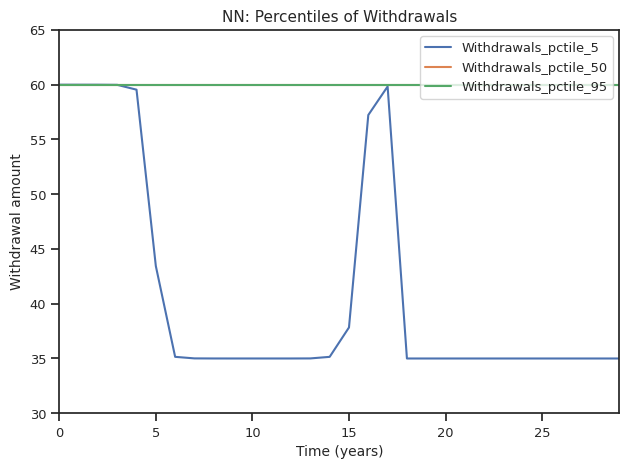 NN: Percentiles of Withdrawals
65
60
55
50
45
40
35
30
Withdrawal amount
Withdrawals_pctile_5
Withdrawals_pctile_50
Withdrawals_pctile_95
0 5 10 15 20 25
Time (years)